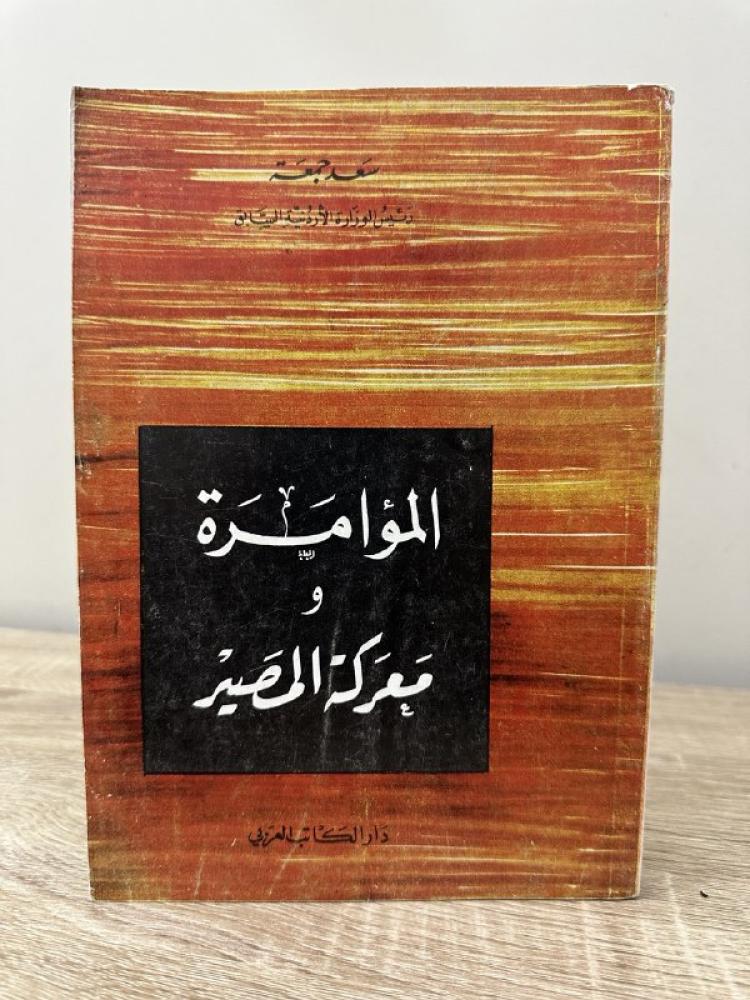 سعد جمعة
رئيس الوزارة الأردنية السابق
المؤامرة
و
معركة المصير
دار الكاتب العربي